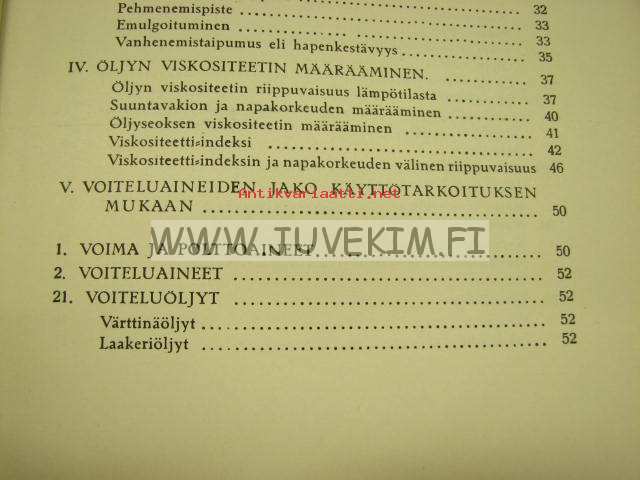 Pehmenemispiste ........ 32
Emulgoituminen ........ 33
Vanhenemistaipumus eli hapenkestävyys ........ 33
35
IV. ÖLJYN VISKOSITEETIN MÄÄRÄÄMINEN. ........ 37
Öljyn viskositeetin riippuvaisuus lämpötilasta ........ 37
Suuntavakion ja napakorkeuden määrääminen ........ 40
Öljyseoksen viskositeetin määrääminen ........ 41
Viskositeetti-indeksi ........ 42
Viskositeetti-indeksin ja napakorkeuden välinen riippuvaisuus 46
V. VOITELUAINEIDEN JAKO KÄYTTÖTARKOITUKSEN
Antikvariaatti.net
MUKAAN ........ 50
WWW.JUVEKIM.FI
1. VOIMA JA POLTTOAINEET ........ 50
2. VOITELUAINEET ........ 52
21. VOITELUÖLJYT ........ 52
Värttinäöljyt ........ 52
Laakeriöljyt ........ 52